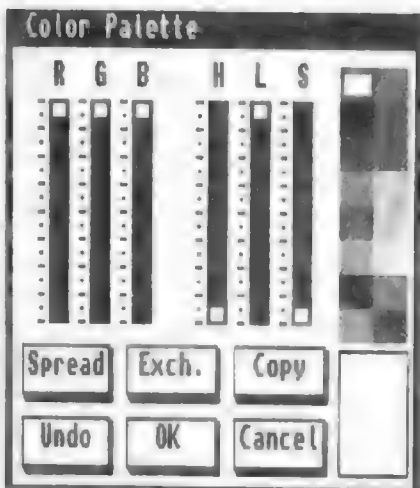 Color Palette
R G B H L S
Spread Exch. Copy
Undo OK Cancel